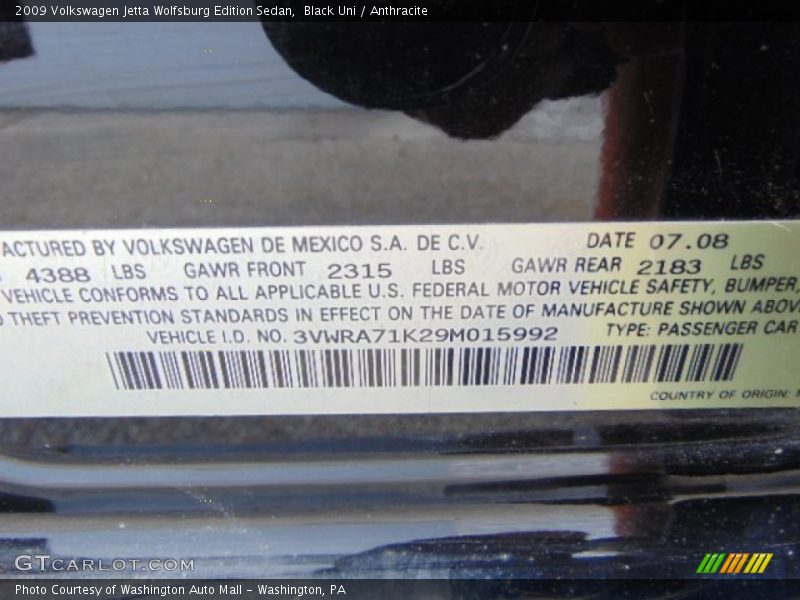 2009 Volkswagen Jetta Wolfsburg Edition Sedan, Black Uni / Anthracite
ACTURED BY VOLKSWAGEN DE MEXICO S.A. DE C.V. DATE 07.08
4388 LBS GAWR FRONT 2315 LBS GAWR REAR 2183 LBS
VEHICLE CONFORMS TO ALL APPLICABLE U.S. FEDERAL MOTOR VEHICLE SAFETY, BUMPER,
THEFT PREVENTION STANDARDS IN EFFECT ON THE DATE OF MANUFACTURE SHOWN ABOV
VEHICLE I.D. NO. 3VWRA71K29M015992 TYPE: PASSENGER CAR
COUNTRY OF ORIGIN:
GTCARLOT.COM
Photo Courtesy of Washington Auto Mall - Washington, PA